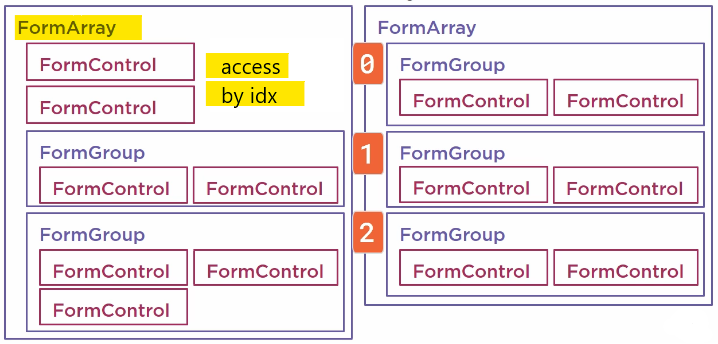 FormArray
FormControl
access
FormControl
by idx
FormGroup
FormControl FormControl
FormGroup
FormControl FormControl
FormControl
FormArray
0
FormGroup
FormControl FormControl
1
FormGroup
FormControl FormControl
2
FormGroup
FormControl FormControl